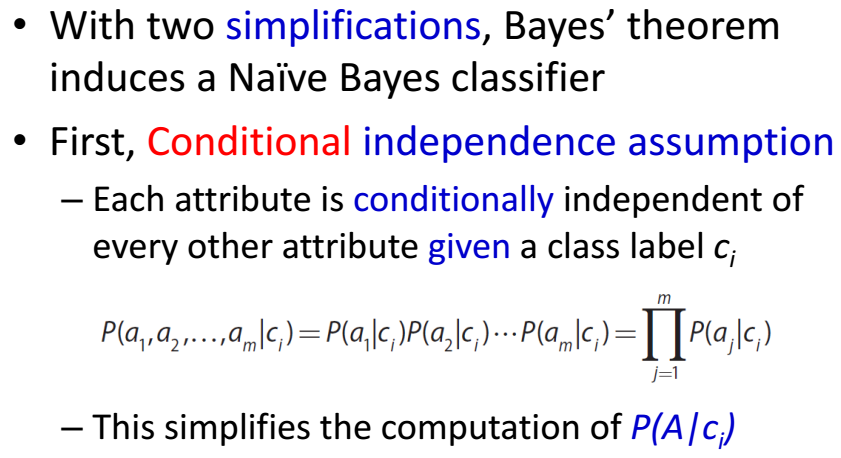 • With two simplifications, Bayes’ theorem
induces a Naïve Bayes classifier
• First, Conditional independence assumption
– Each attribute is conditionally independent of
every other attribute given a class label cᵢ
P(a₁,a₂,…,aₘ|cᵢ)=P(a₁|cᵢ)P(a₂|cᵢ)⋯P(aₘ|cᵢ)=∏ⱼ₌₁ᵐ P(aⱼ|cᵢ)
– This simplifies the computation of P(A|cᵢ)